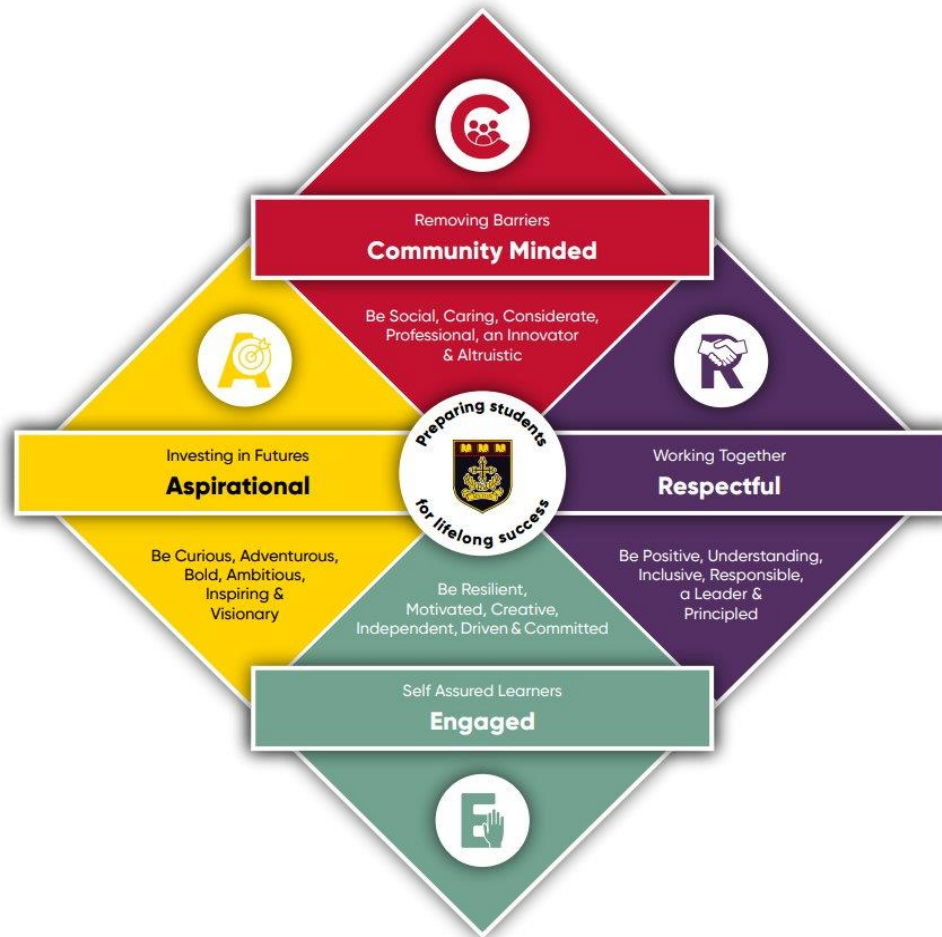 C
Removing Barriers
Community Minded
Be Social, Caring, Considerate,
Professional, an Innovator
& Altruistic
A
Investing in Futures
Aspirational
Be Curious, Adventurous,
Bold, Ambitious,
Inspiring &
Visionary
Preparing students
for lifelong success
R
Working Together
Respectful
Be Positive, Understanding,
Inclusive, Responsible,
a Leader &
Principled
Be Resilient,
Motivated, Creative,
Independent, Driven & Committed
Self Assured Learners
Engaged
E